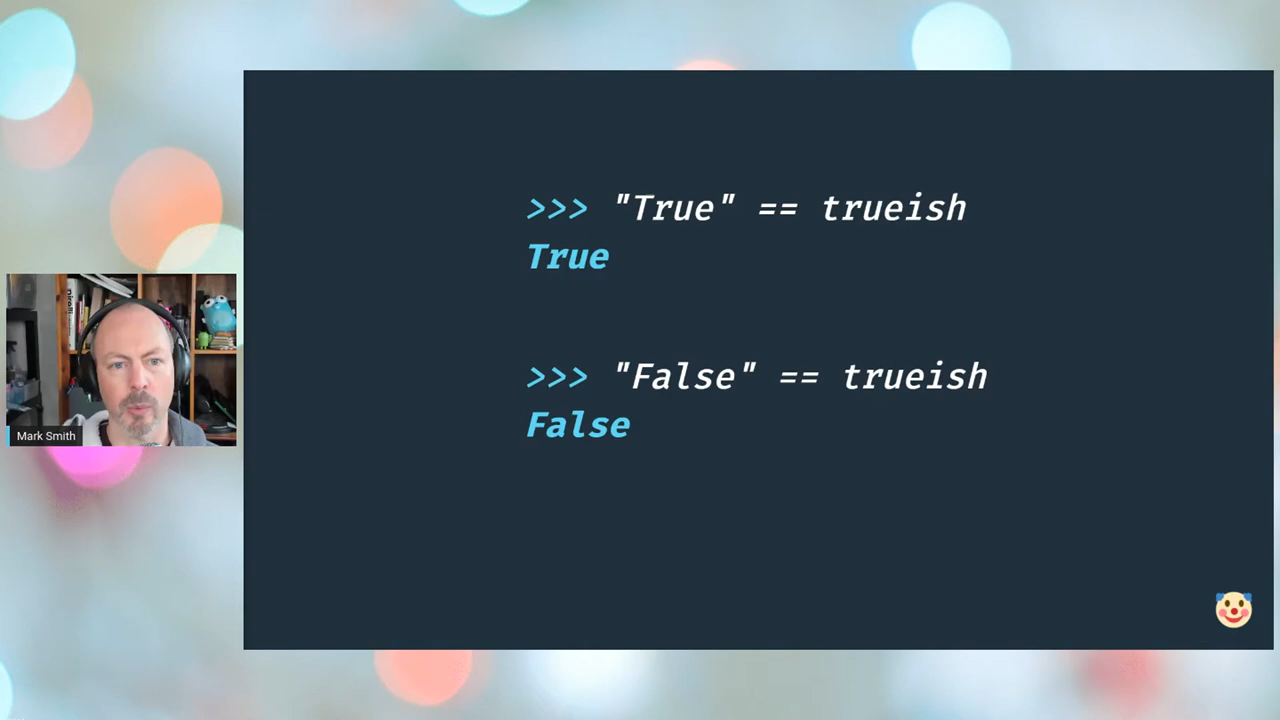 >>> "True" == trueish
True
>>> "False" == trueish
False
Mark Smith